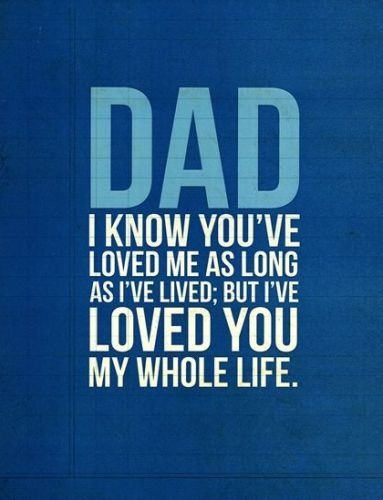 DAD
I KNOW YOU'VE
LOVED ME AS LONG
AS I'VE LIVED; BUT I'VE
LOVED YOU
MY WHOLE LIFE.